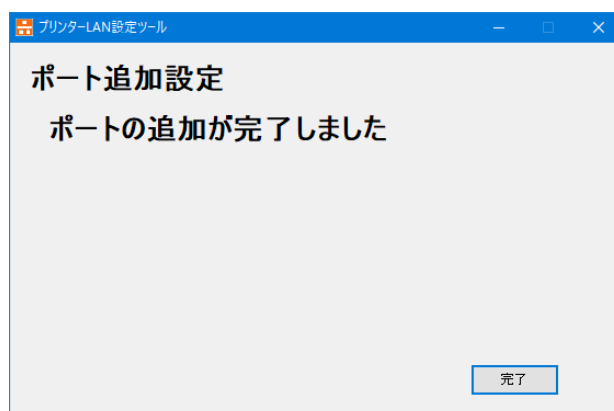 プリンターLAN設定ツール
ポート追加設定
ポートの追加が完了しました
完了